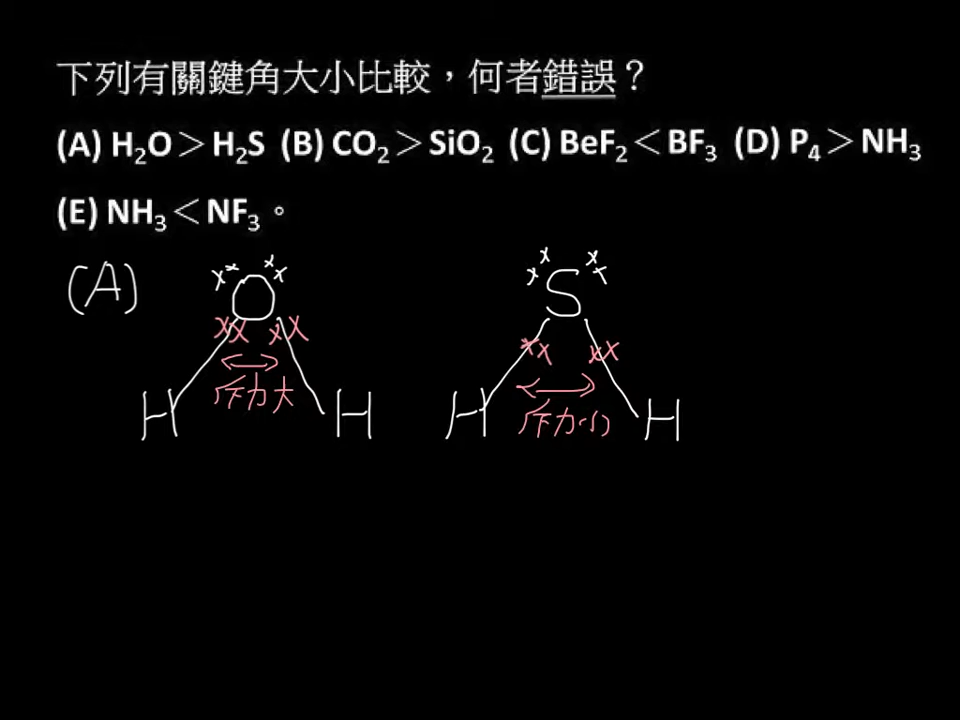 下列有關鍵角大小比較，何者錯誤？
(A) H₂O＞H₂S (B) CO₂＞SiO₂ (C) BeF₂＜BF₃ (D) P₄＞NH₃
(E) NH₃＜NF₃。
(A) O S
斥力大 斥力小
H H H H